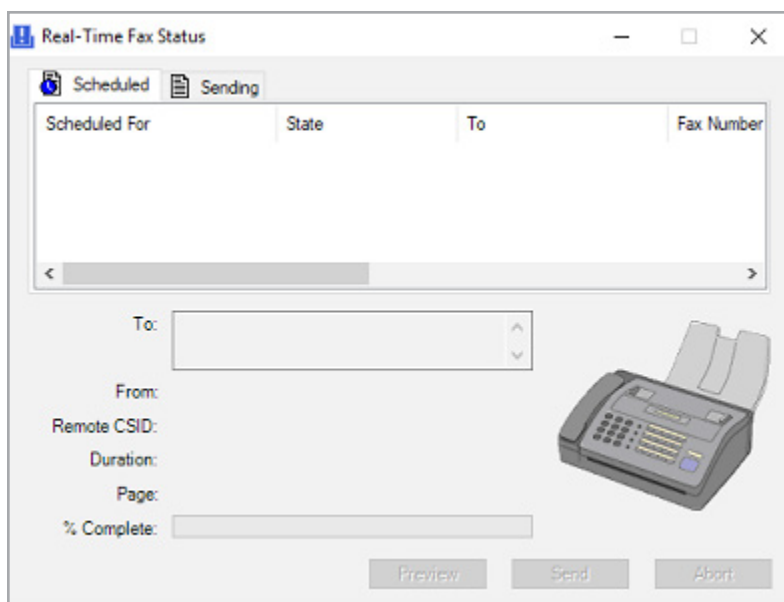 Real-Time Fax Status
Scheduled Sending
Scheduled For State To Fax Number
To:
From:
Remote CSID:
Duration:
Page:
% Complete:
Preview Send Abort